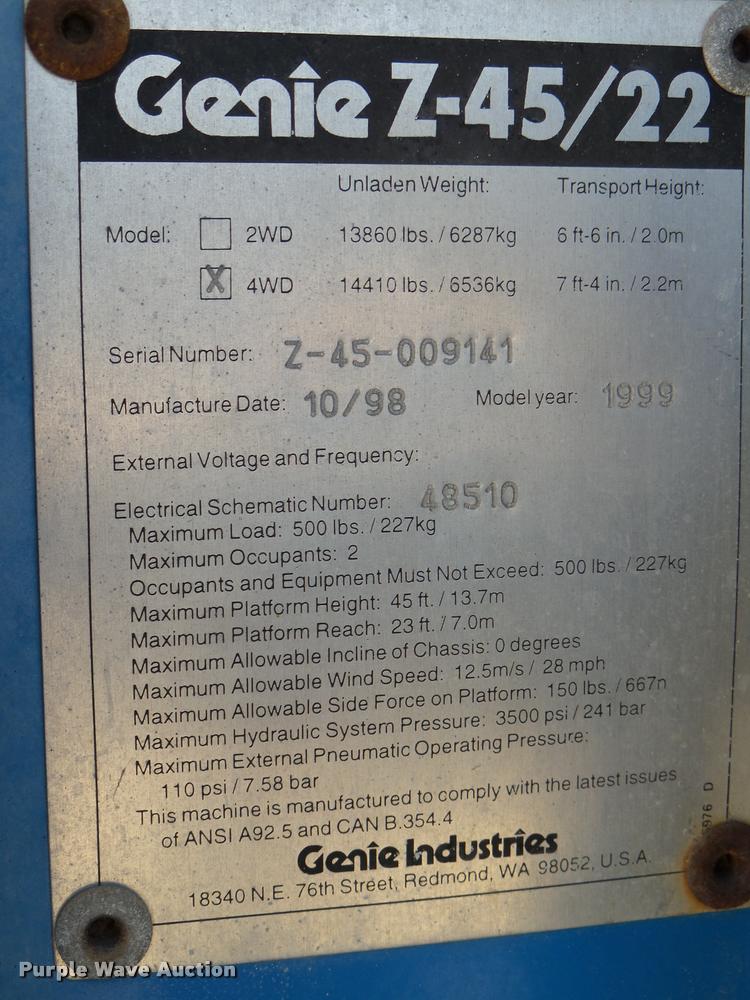 Genie Z-45/22
Unladen Weight: Transport Height:
Model: 2WD 13860 lbs. / 6287kg 6 ft-6 in. / 2.0m
X 4WD 14410 lbs. / 6536kg 7 ft-4 in. / 2.2m
Serial Number: Z-45-009141
Manufacture Date: 10/98 Model year: 1999
External Voltage and Frequency:
Electrical Schematic Number: 48510
Maximum Load: 500 lbs. / 227kg
Maximum Occupants: 2
Occupants and Equipment Must Not Exceed: 500 lbs. / 227kg
Maximum Platform Height: 45 ft. / 13.7m
Maximum Platform Reach: 23 ft. / 7.0m
Maximum Allowable Incline of Chassis: 0 degrees
Maximum Allowable Wind Speed: 12.5m/s / 28 mph
Maximum Allowable Side Force on Platform: 150 lbs. / 667n
Maximum Hydraulic System Pressure: 3500 psi / 241 bar
Maximum External Pneumatic Operating Pressure:
110 psi / 7.58 bar
This machine is manufactured to comply with the latest issues
of ANSI A92.5 and CAN B.354.4
Genie Industries
18340 N.E. 76th Street, Redmond, WA 98052, U.S.A.
Purple Wave Auction